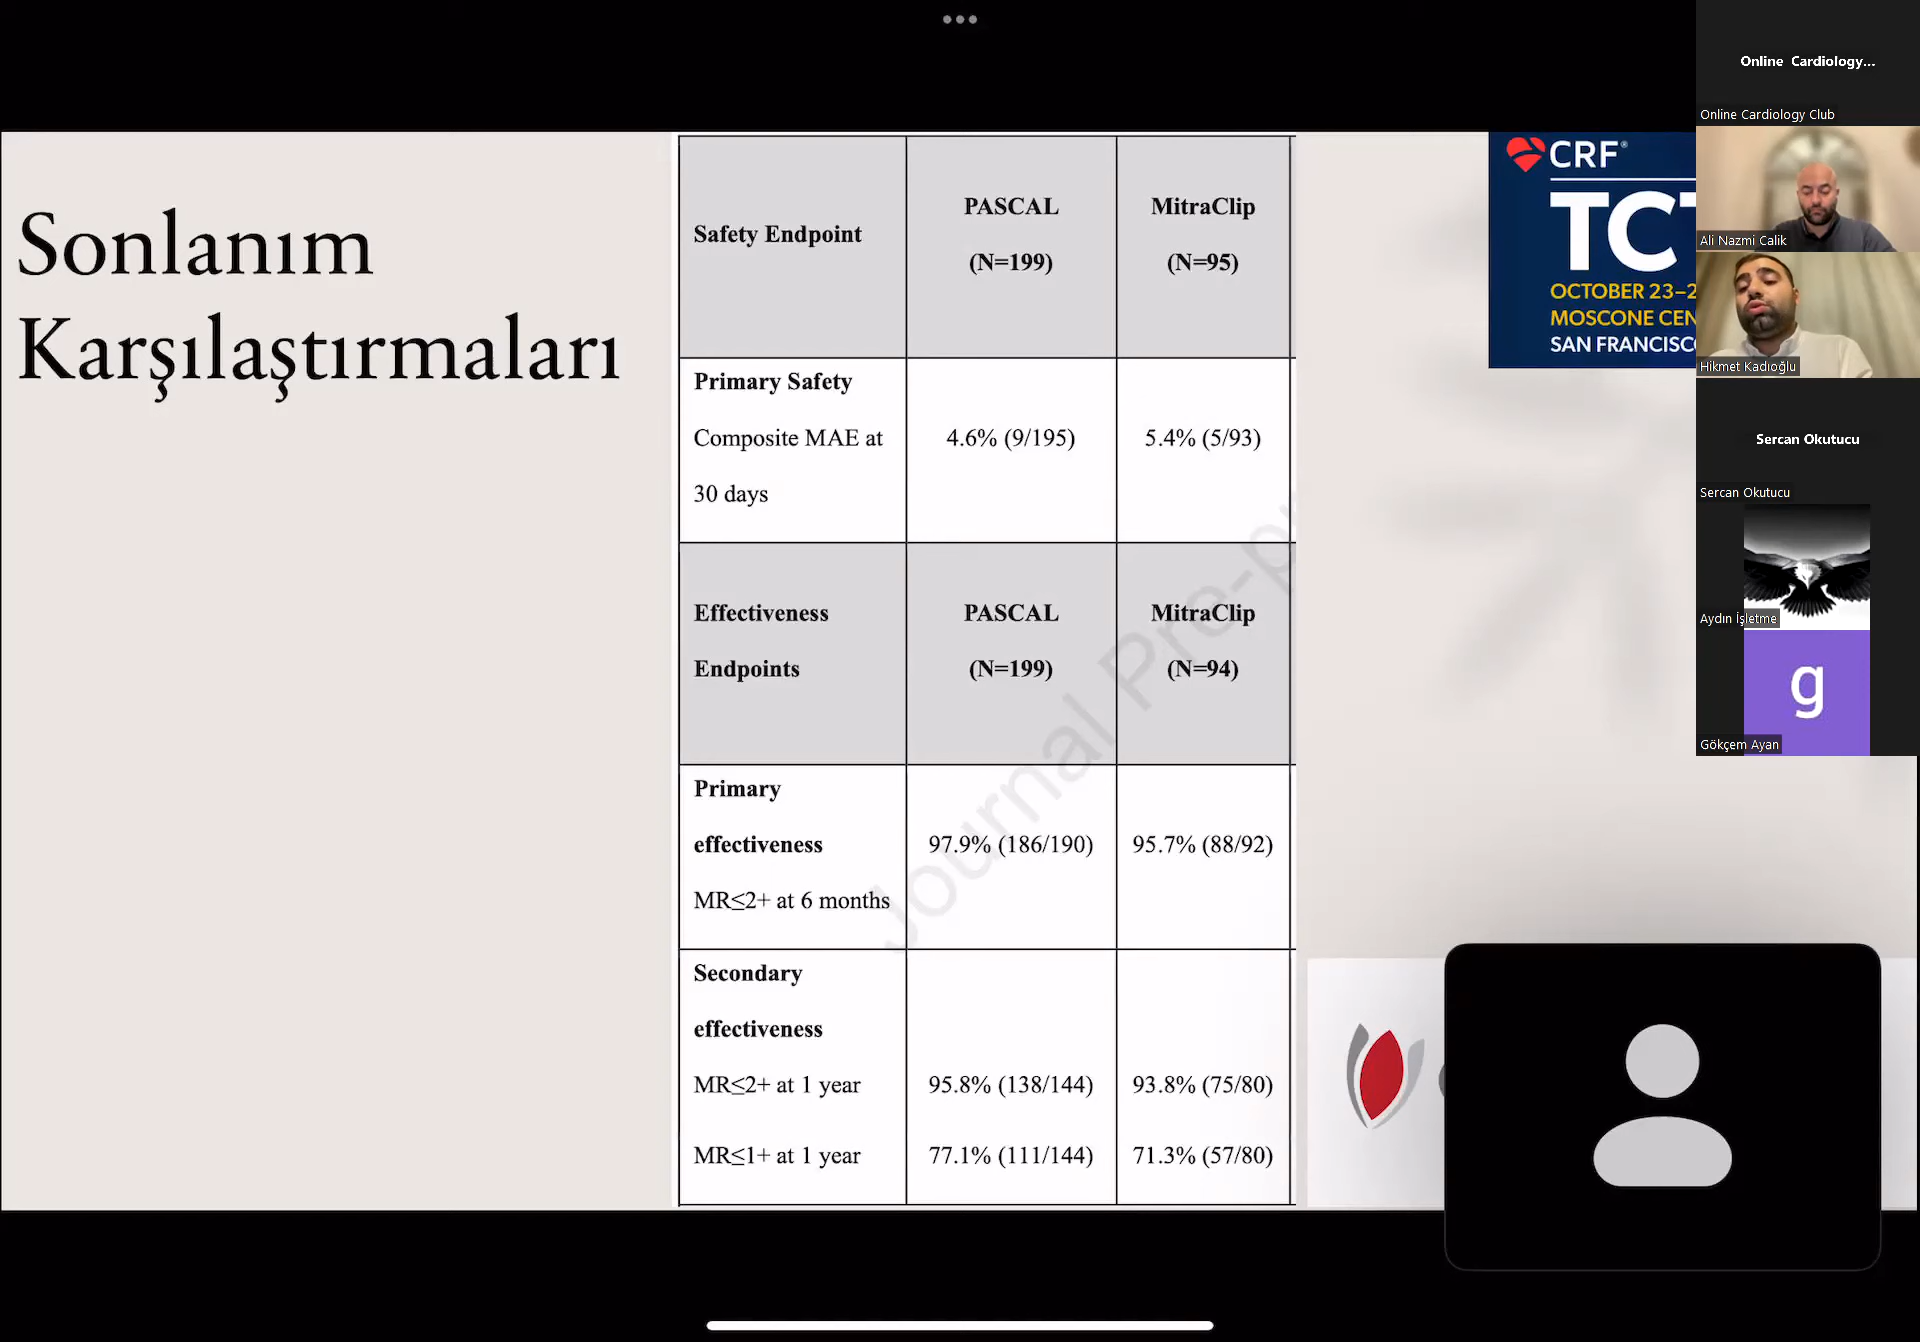 Sonlanım
Karşılaştırmaları
Safety Endpoint
PASCAL
(N=199)
MitraClip
(N=95)
Primary Safety
Composite MAE at
30 days
4.6% (9/195)
5.4% (5/93)
Effectiveness
Endpoints
PASCAL
(N=199)
MitraClip
(N=94)
Primary
effectiveness
MR≤2+ at 6 months
97.9% (186/190)
95.7% (88/92)
Secondary
effectiveness
MR≤2+ at 1 year
95.8% (138/144)
93.8% (75/80)
MR≤1+ at 1 year
77.1% (111/144)
71.3% (57/80)
Journal Pre-p
CRF®
TCT
OCTOBER 23–2
MOSCONE CEN
SAN FRANCISCO
Online Cardiology...
Online Cardiology Club
Ali Nazmi Calik
Hikmet Kadıoğlu
Sercan Okutucu
Sercan Okutucu
Aydın İşletme
g
Gökçem Ayan